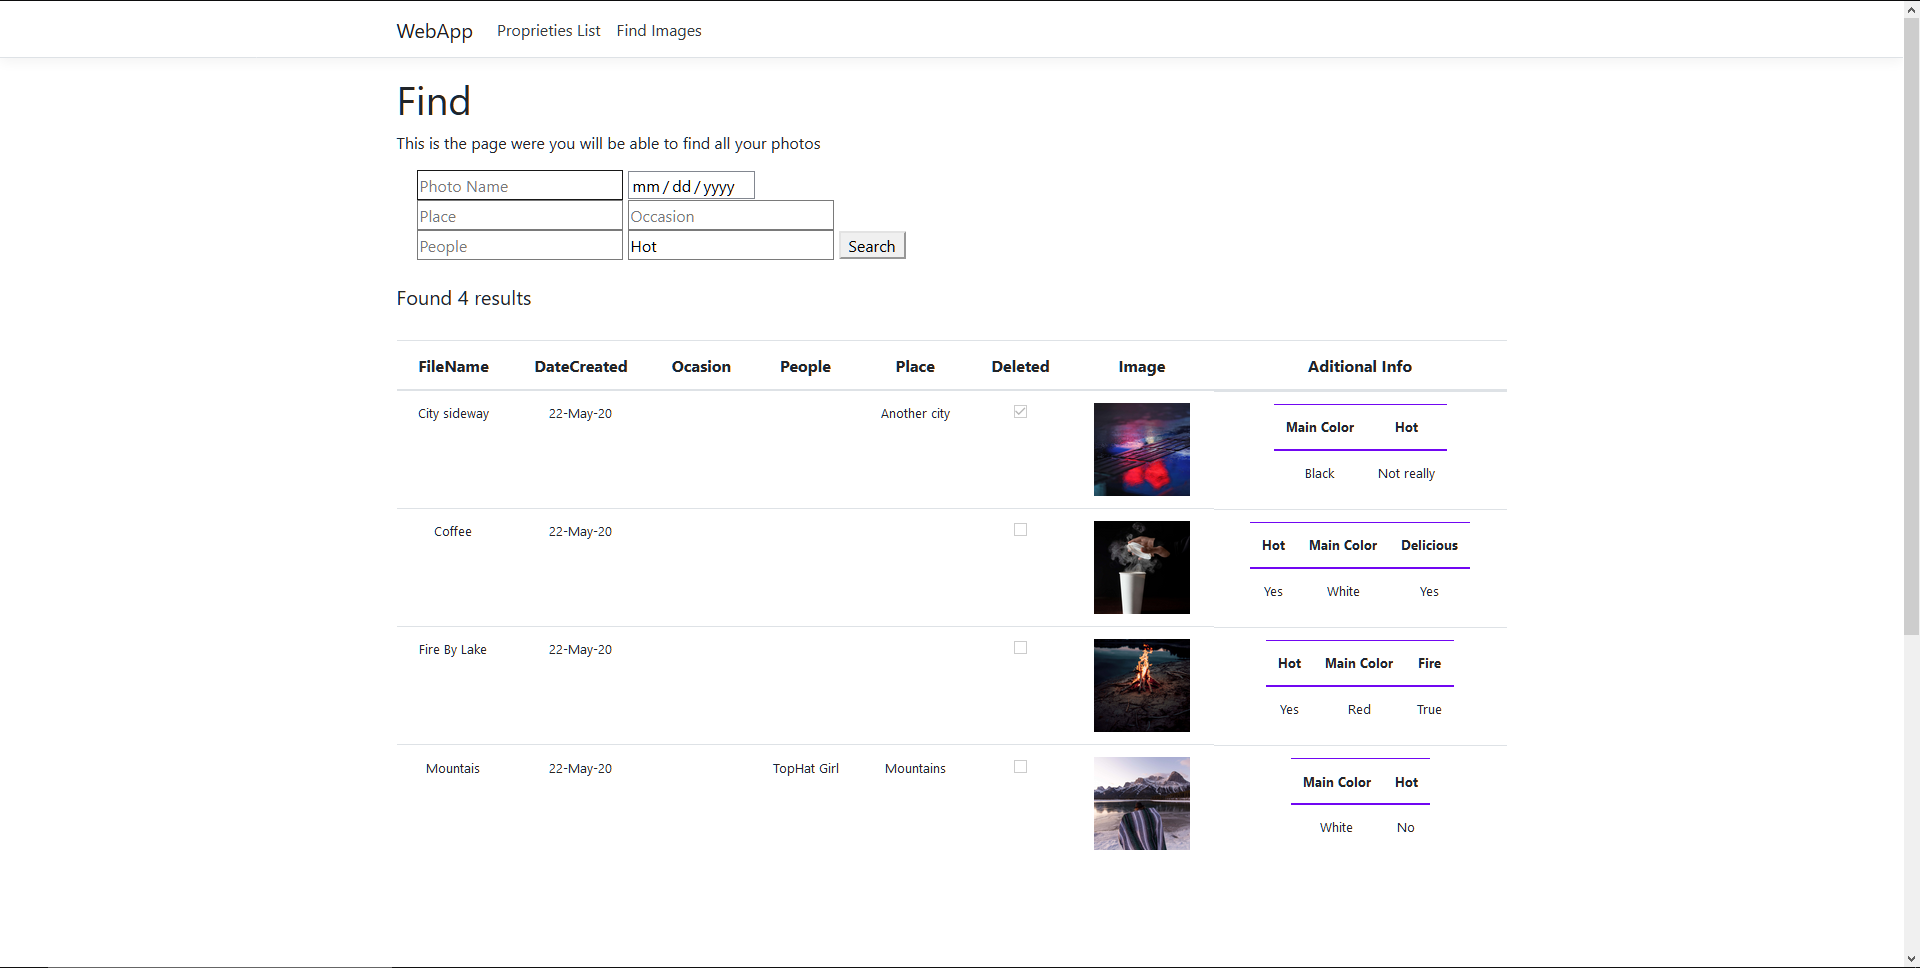 WebApp Proprieties List Find Images
Find
This is the page were you will be able to find all your photos
Photo Name mm/dd/yyyy
Place Occasion
People Hot Search
Found 4 results
FileName DateCreated Ocasion People Place Deleted Image Aditional Info
City sideway 22-May-20 Another city
Main Color Hot
Black Not really
Coffee 22-May-20
Hot Main Color Delicious
Yes White Yes
Fire By Lake 22-May-20
Hot Main Color Fire
Yes Red True
Mountais 22-May-20 TopHat Girl Mountains
Main Color Hot
White No